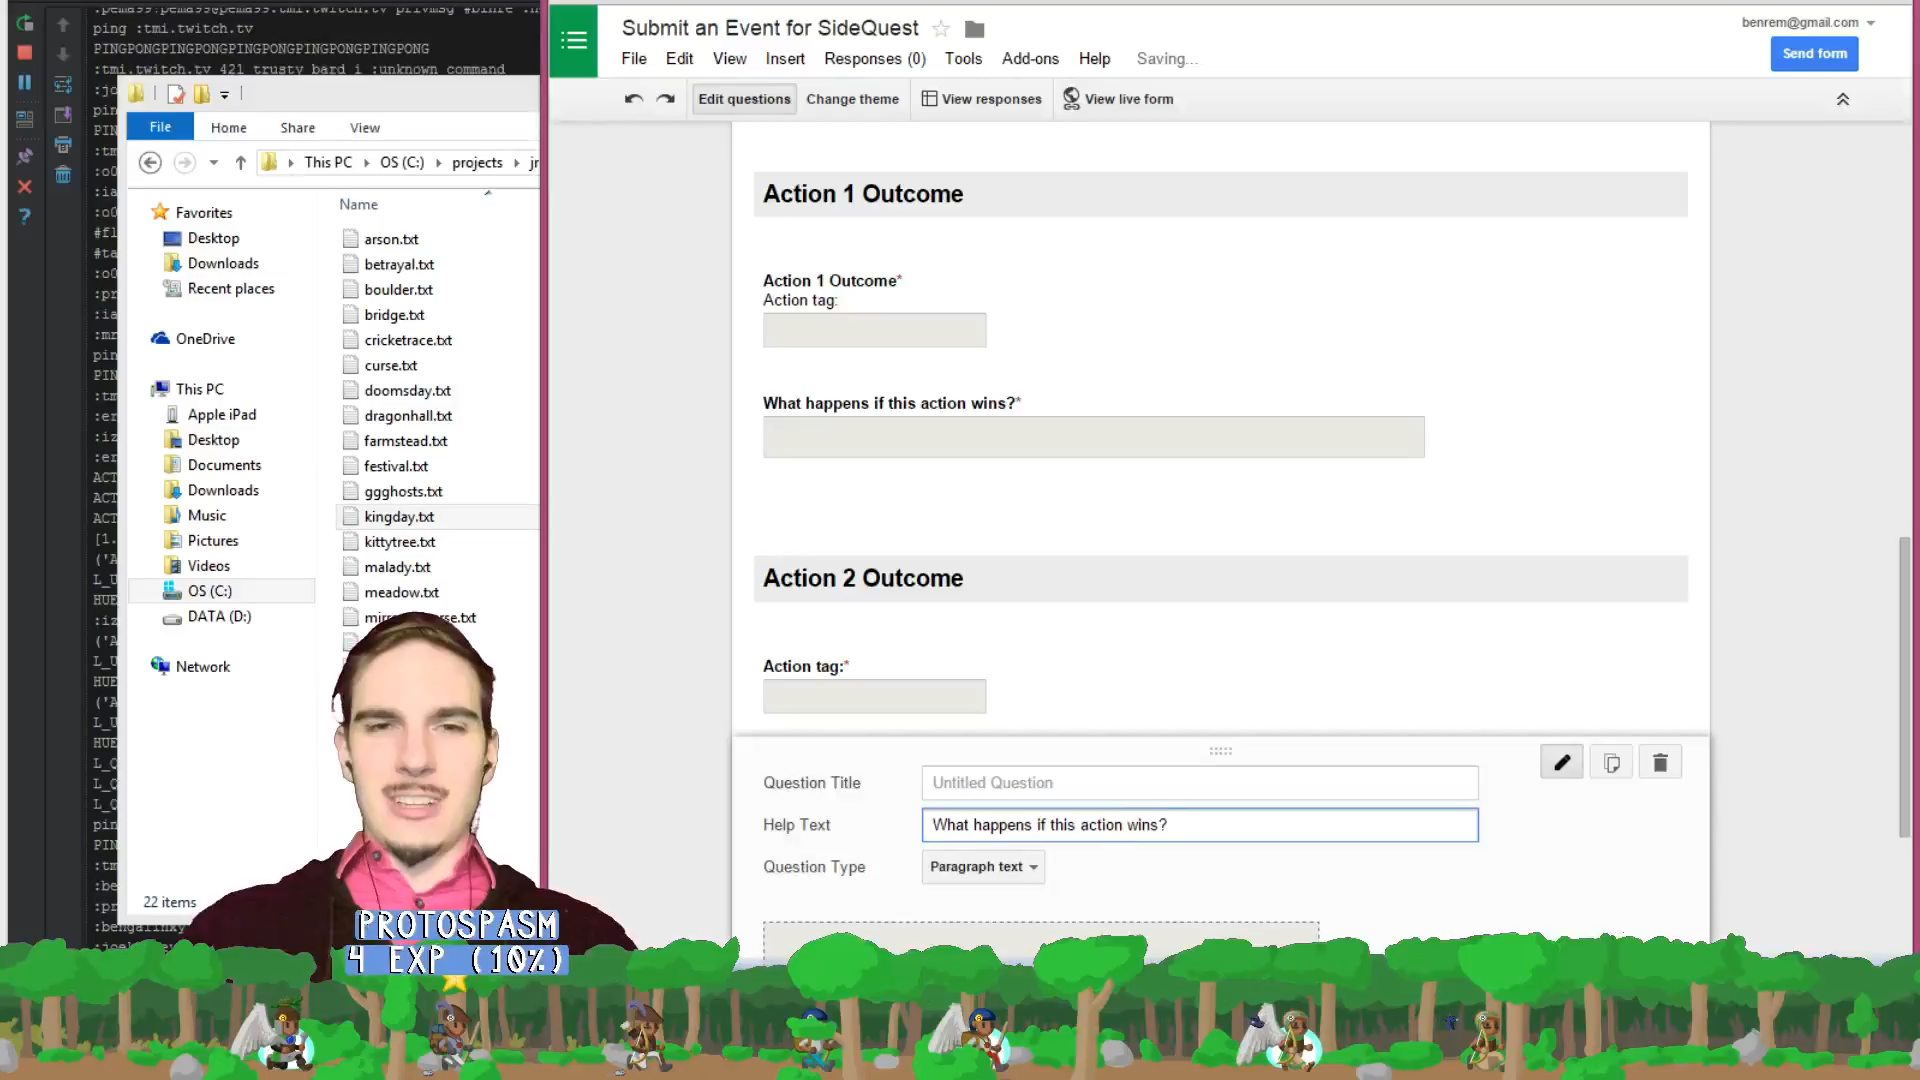 ping :tmi.twitch.tv
PINGPONGPINGPONGPINGPONGPINGPONG
:tmi.twitch.tv 421 trusty_bard_i :unknown command
File
Home
Share
View
This PC
OS (C:)
projects
Name
Favorites
Desktop
Downloads
Recent places
OneDrive
This PC
Apple iPad
Desktop
Documents
Downloads
Music
Pictures
Videos
OS (C:)
DATA (D:)
Network
arson.txt
betrayal.txt
boulder.txt
bridge.txt
cricketrace.txt
curse.txt
doomsday.txt
dragonhall.txt
farmstead.txt
festival.txt
ggghosts.txt
kingday.txt
kittytree.txt
malady.txt
meadow.txt
22 items
PROTOSPASM
4 EXP (10%)
Submit an Event for SideQuest
benrem@gmail.com
File Edit View Insert Responses (0) Tools Add-ons Help Saving...
Send form
Edit questions
Change theme
View responses
View live form
Action 1 Outcome
Action 1 Outcome*
Action tag:
What happens if this action wins?*
Action 2 Outcome
Action tag:*
Question Title
Untitled Question
Help Text
What happens if this action wins?
Question Type
Paragraph text